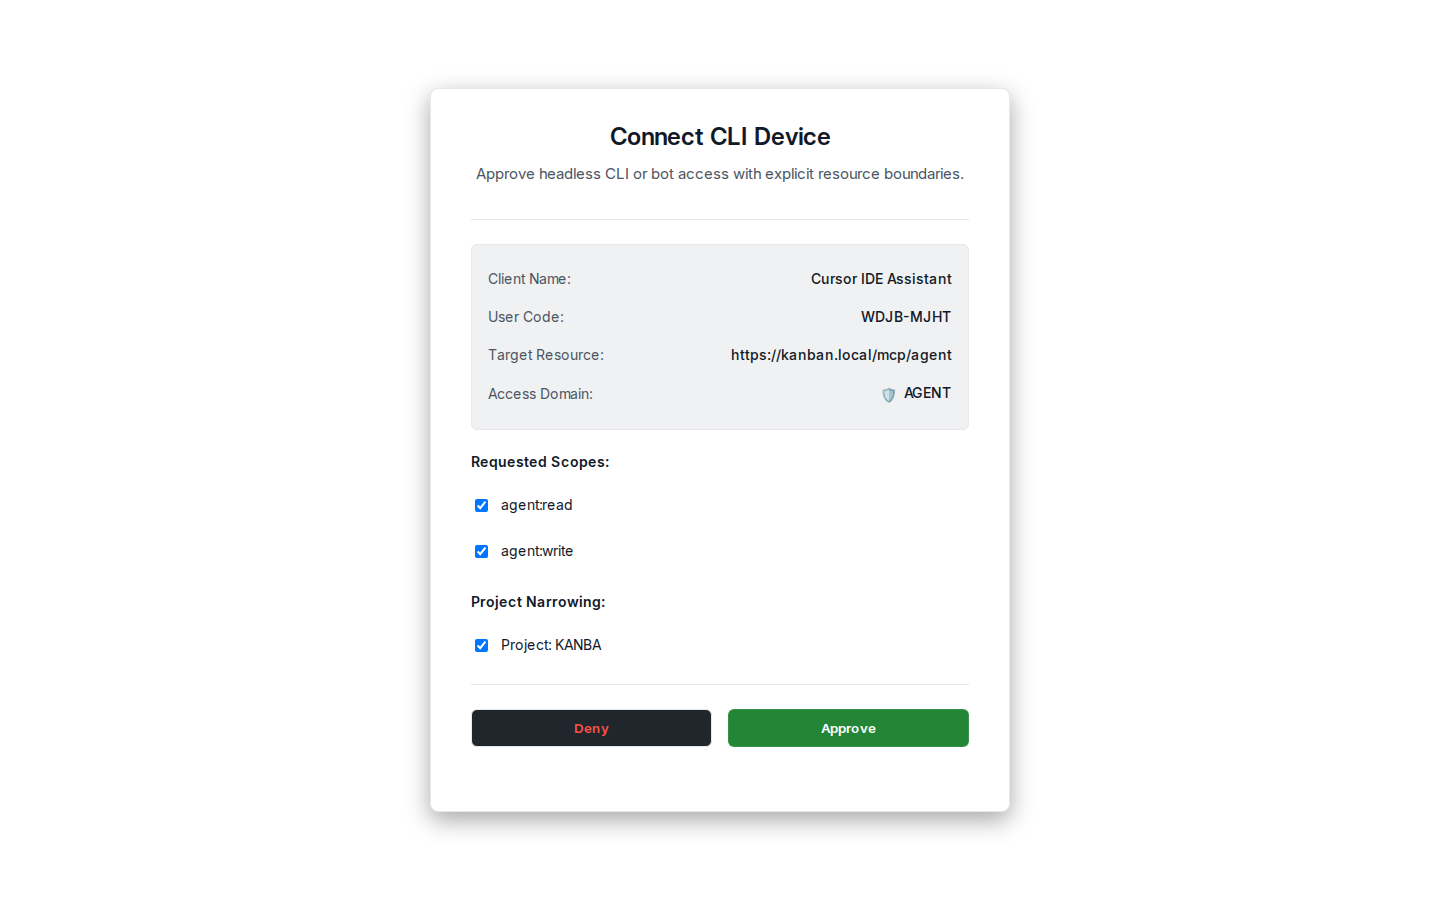 Connect CLI Device
Approve headless CLI or bot access with explicit resource boundaries.
Client Name: Cursor IDE Assistant
User Code: WDJB-MJHT
Target Resource: https://kanban.local/mcp/agent
Access Domain: AGENT
Requested Scopes:
agent:read
agent:write
Project Narrowing:
Project: KANBA
Deny Approve